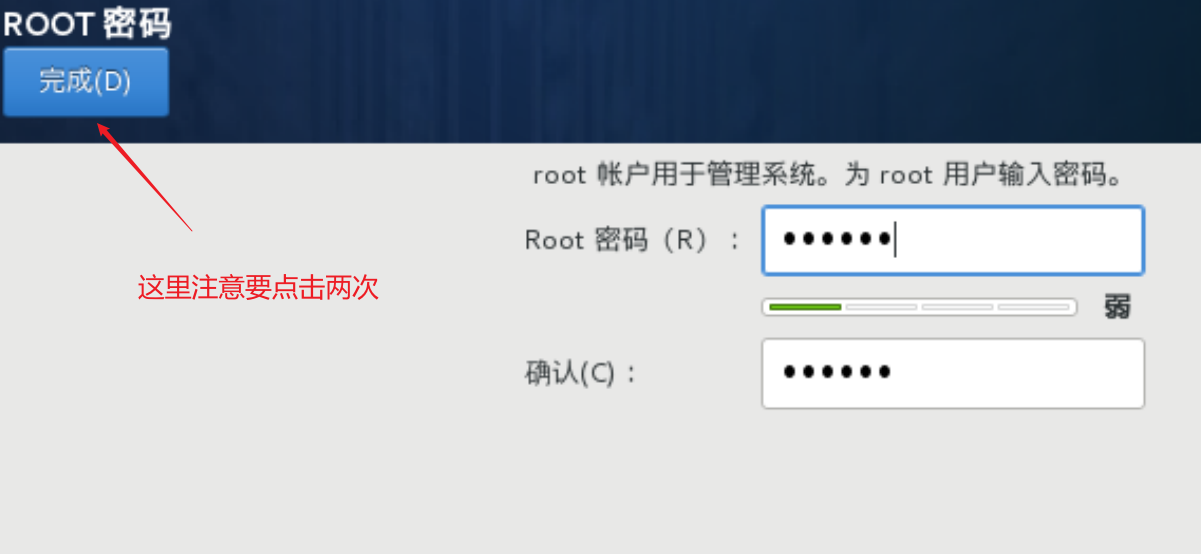 ROOT 密码
完成(D)
root 帐户用于管理系统。为 root 用户输入密码。
Root 密码（R）：
••••••
弱
这里注意要点击两次
确认(C)：
••••••